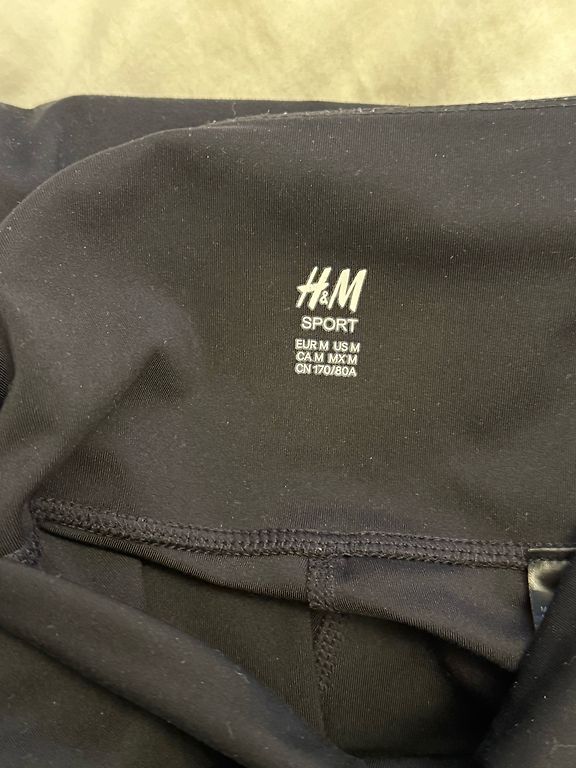 H&M
SPORT
EUR M US M
CA M MX M
CN 170/80A